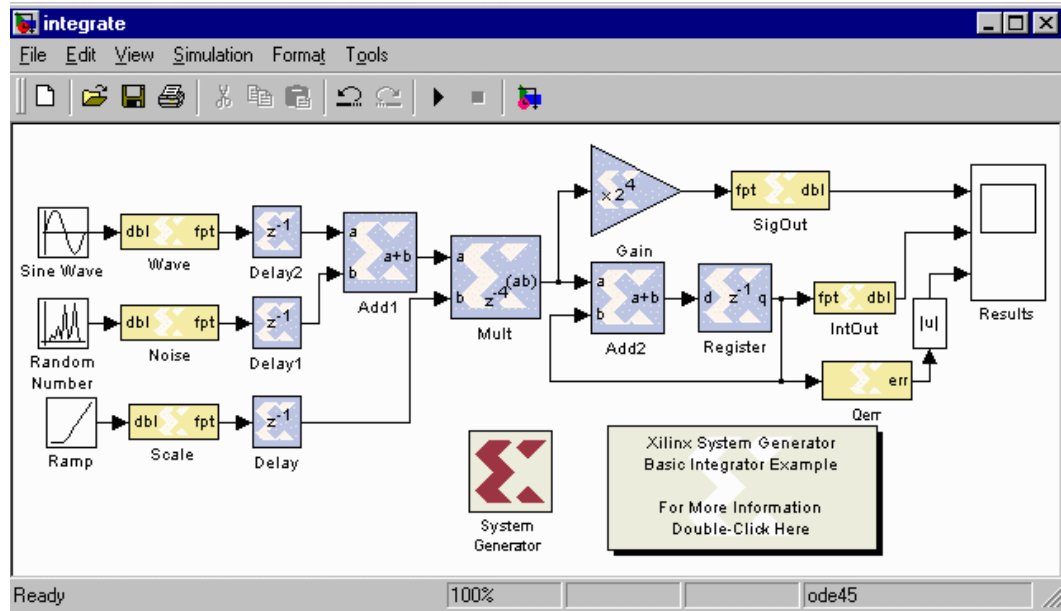 integrate
File Edit View Simulation Format Tools
Sine Wave
dbl fpt
Wave
z-1
Delay2
a
b
a+b
Add1
Random
Number
dbl fpt
Noise
z-1
Delay1
Ramp
dbl fpt
Scale
z-1
Delay
a
b
(ab)
z-4
Mult
x 2^4
Gain
fpt dbl
SigOut
a
b
a+b
Add2
d z-1 q
Register
fpt dbl
IntOut
|u|
err
Qerr
Results
System
Generator
Xilinx System Generator
Basic Integrator Example
For More Information
Double-Click Here
Ready 100% ode45